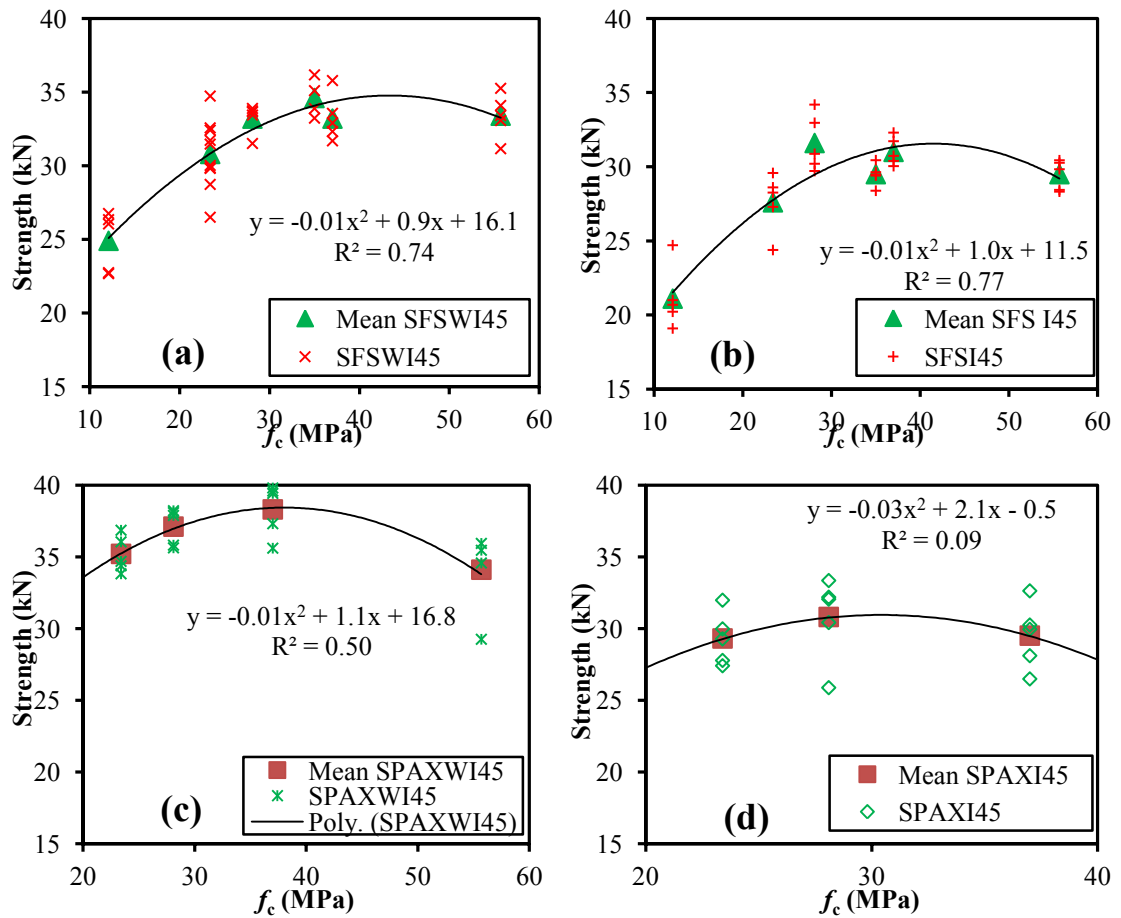 40
35
30
25
20
15
Strength (kN)
y = -0.01x² + 0.9x + 16.1
R² = 0.74
Mean SFSWI45
SFSWI45
(a)
10 20 30 40 50 60
fc (MPa)
40
35
30
25
20
15
Strength (kN)
y = -0.01x² + 1.0x + 11.5
R² = 0.77
Mean SFS I45
SFSI45
(b)
10 20 30 40 50 60
fc (MPa)
40
35
30
25
20
15
Strength (kN)
y = -0.01x² + 1.1x + 16.8
R² = 0.50
Mean SPAXWI45
SPAXWI45
Poly. (SPAXWI45)
(c)
20 30 40 50 60
fc (MPa)
40
35
30
25
20
15
Strength (kN)
y = -0.03x² + 2.1x - 0.5
R² = 0.09
Mean SPAXI45
SPAXI45
(d)
20 30 40
fc (MPa)